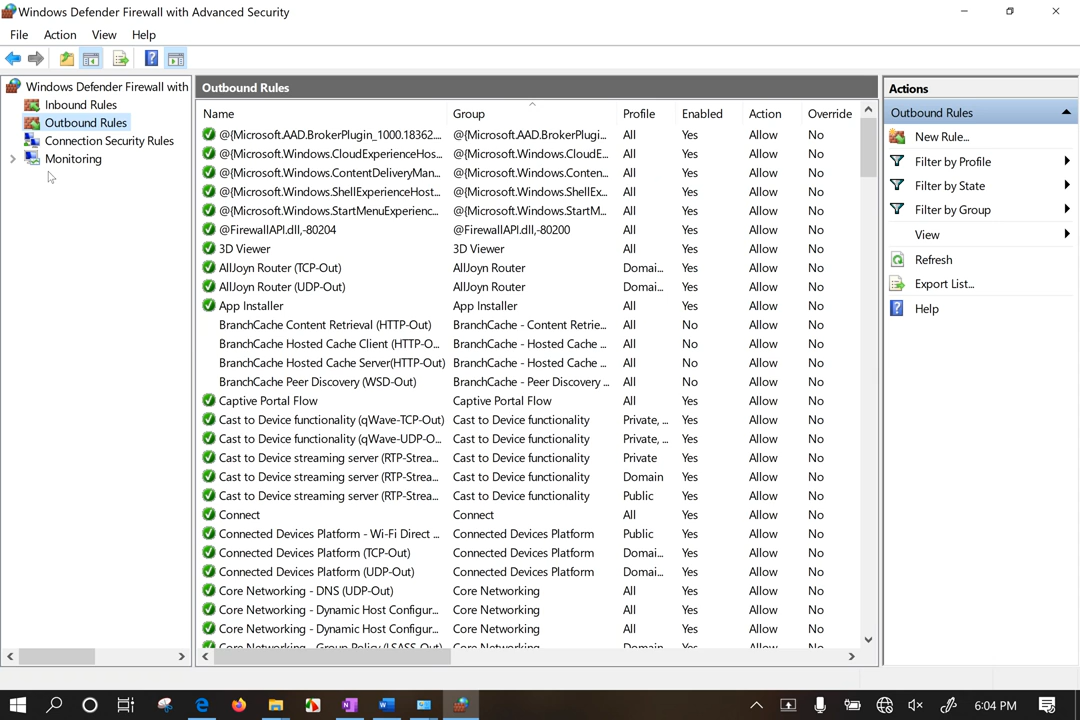 Windows Defender Firewall with Advanced Security
File Action View Help
Windows Defender Firewall with
Inbound Rules
Outbound Rules
Connection Security Rules
Monitoring
Outbound Rules
Name Group Profile Enabled Action Override
@{Microsoft.AAD.BrokerPlugin_1000.18362.... @{Microsoft.AAD.BrokerPlugi... All Yes Allow No
@{Microsoft.Windows.CloudExperienceHos... @{Microsoft.Windows.CloudE... All Yes Allow No
@{Microsoft.Windows.ContentDeliveryMan... @{Microsoft.Windows.Conten... All Yes Allow No
@{Microsoft.Windows.ShellExperienceHost... @{Microsoft.Windows.ShellEx... All Yes Allow No
@{Microsoft.Windows.StartMenuExperienc... @{Microsoft.Windows.StartM... All Yes Allow No
@FirewallAPI.dll,-80204 @FirewallAPI.dll,-80200 All Yes Allow No
3D Viewer 3D Viewer All Yes Allow No
AllJoyn Router (TCP-Out) AllJoyn Router Domai... Yes Allow No
AllJoyn Router (UDP-Out) AllJoyn Router Domai... Yes Allow No
App Installer App Installer All Yes Allow No
BranchCache Content Retrieval (HTTP-Out) BranchCache - Content Retrie... All No Allow No
BranchCache Hosted Cache Client (HTTP-O... BranchCache - Hosted Cache ... All No Allow No
BranchCache Hosted Cache Server(HTTP-Out) BranchCache - Hosted Cache ... All No Allow No
BranchCache Peer Discovery (WSD-Out) BranchCache - Peer Discovery ... All No Allow No
Captive Portal Flow Captive Portal Flow All Yes Allow No
Cast to Device functionality (qWave-TCP-Out) Cast to Device functionality Private, ... Yes Allow No
Cast to Device functionality (qWave-UDP-O... Cast to Device functionality Private, ... Yes Allow No
Cast to Device streaming server (RTP-Strea... Cast to Device functionality Private Yes Allow No
Cast to Device streaming server (RTP-Strea... Cast to Device functionality Domain Yes Allow No
Cast to Device streaming server (RTP-Strea... Cast to Device functionality Public Yes Allow No
Connect Connect All Yes Allow No
Connected Devices Platform - Wi-Fi Direct ... Connected Devices Platform Public Yes Allow No
Connected Devices Platform (TCP-Out) Connected Devices Platform Domai... Yes Allow No
Connected Devices Platform (UDP-Out) Connected Devices Platform Domai... Yes Allow No
Core Networking - DNS (UDP-Out) Core Networking All Yes Allow No
Core Networking - Dynamic Host Configur... Core Networking All Yes Allow No
Core Networking - Dynamic Host Configur... Core Networking All Yes Allow No
Core Networking - Group Policy (LSASS-Out) Core Networking Domain Yes Allow No
Actions
Outbound Rules
New Rule...
Filter by Profile
Filter by State
Filter by Group
View
Refresh
Export List...
Help
6:04 PM